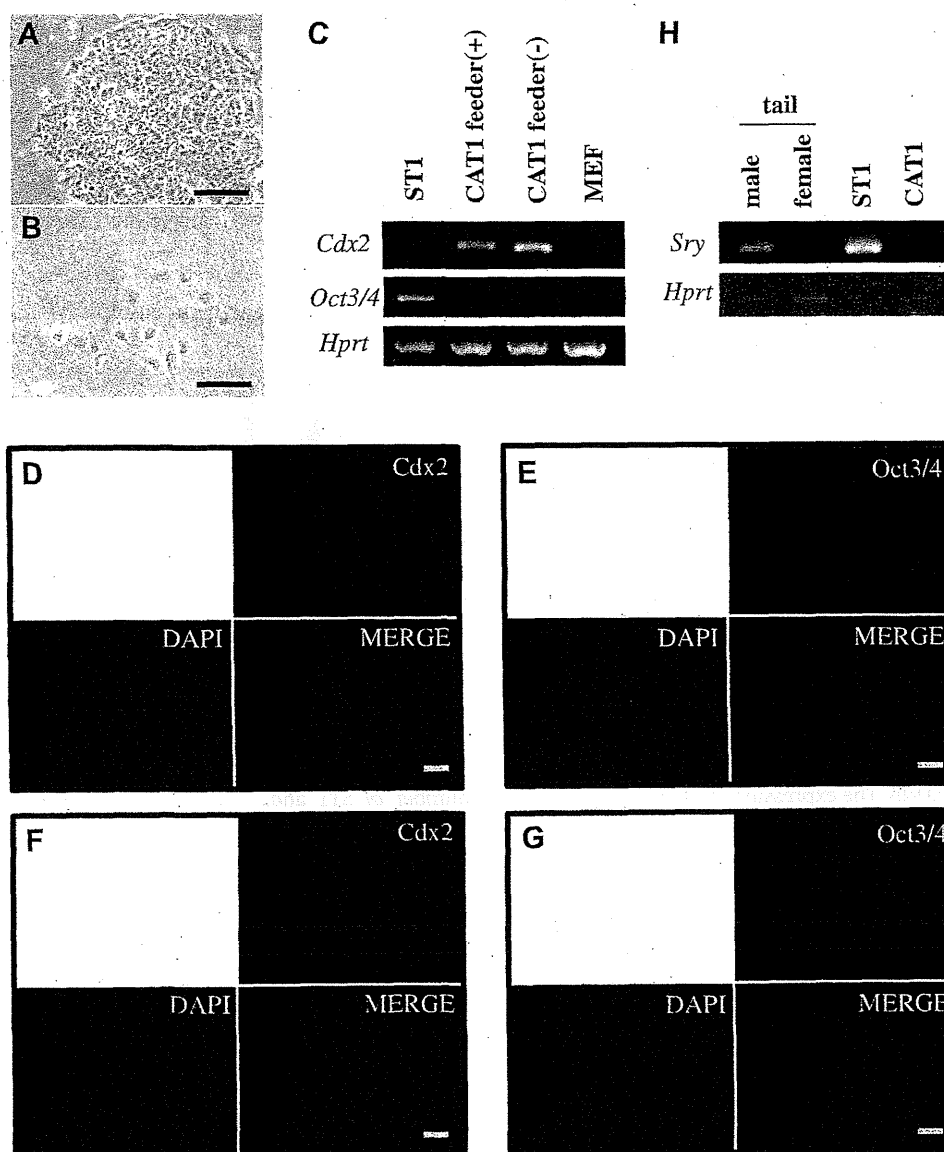 A
B
C
ST1
CAT1 feeder(+)
CAT1 feeder(-)
MEF
Cdx2
Oct3/4
Hprt
H
tail
male
female
ST1
CAT1
Sry
Hprt
D
Cdx2
DAPI
MERGE
E
Oct3/4
DAPI
MERGE
F
Cdx2
DAPI
MERGE
G
Oct3/4
DAPI
MERGE